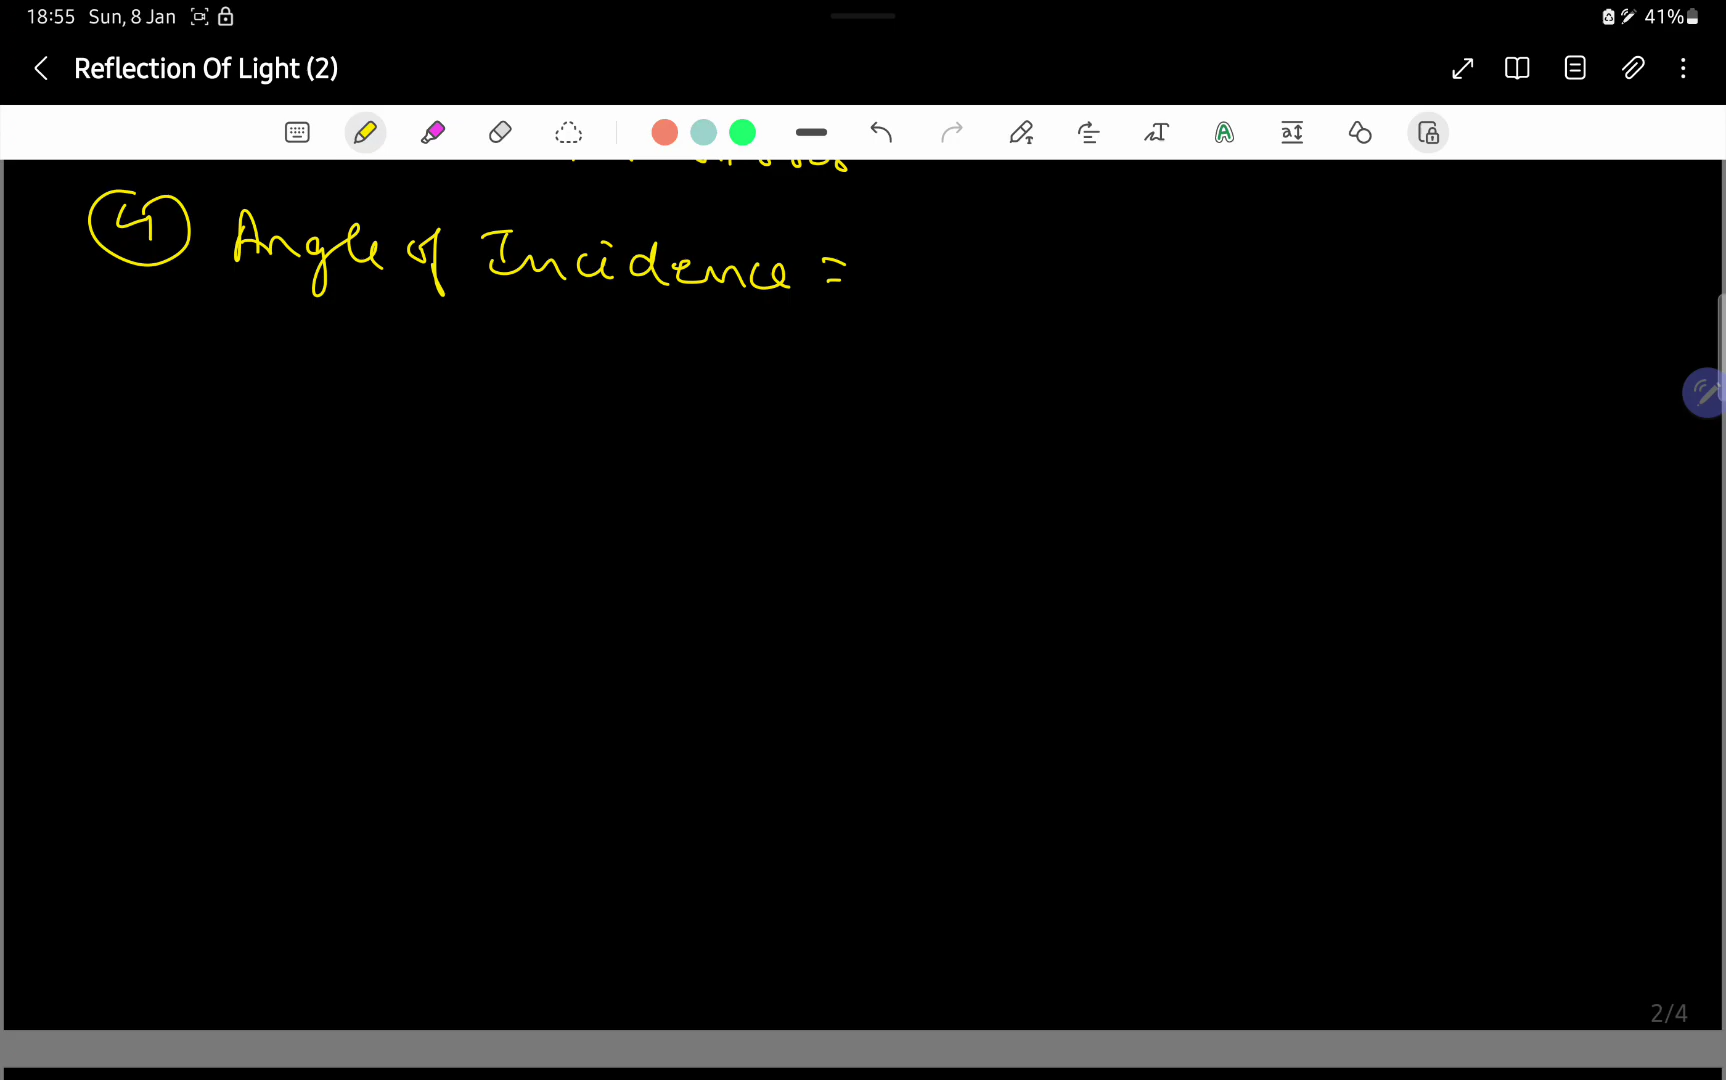 18:55 Sun, 8 Jan 41%
Reflection Of Light (2)
4 Angle of Incidence =
2/4